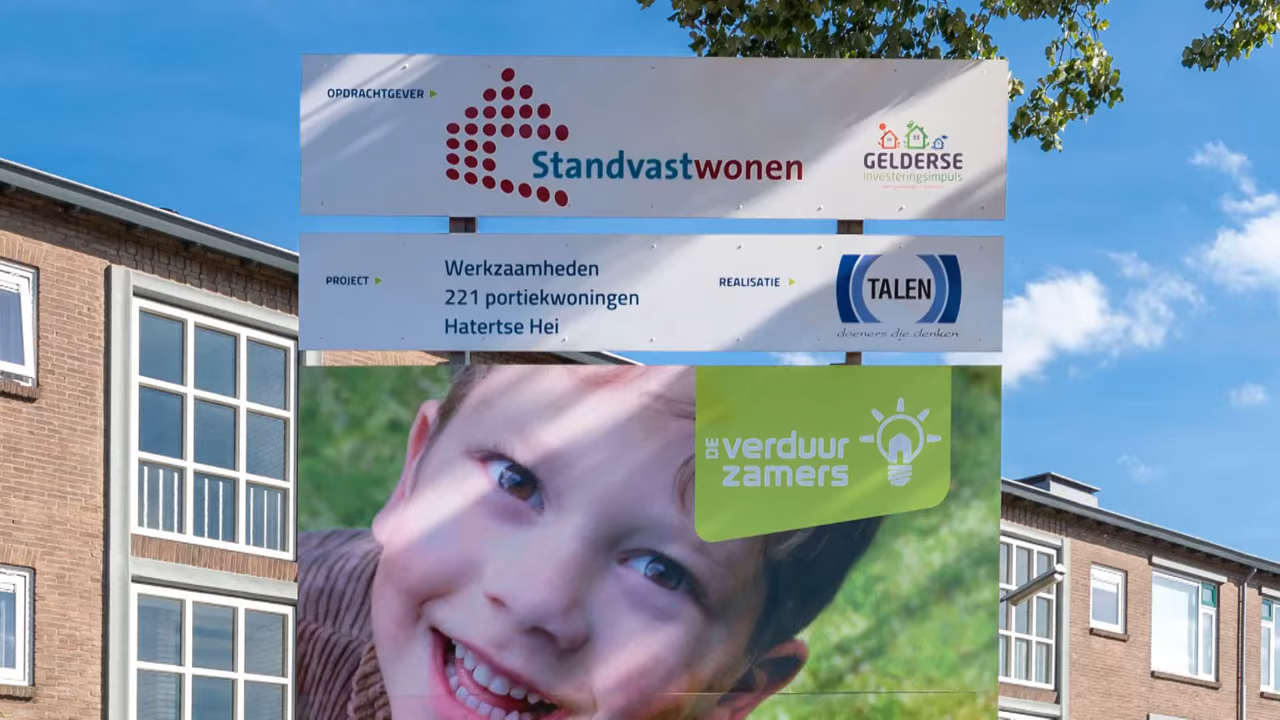 OPDRACHTGEVER
Standvastwonen
GELDERSE
investeringsimpuls
PROJECT
Werkzaamheden
221 portiekwoningen
Hatertse Hei
REALISATIE
TALEN
doeners die denken
DE verduur
zamers